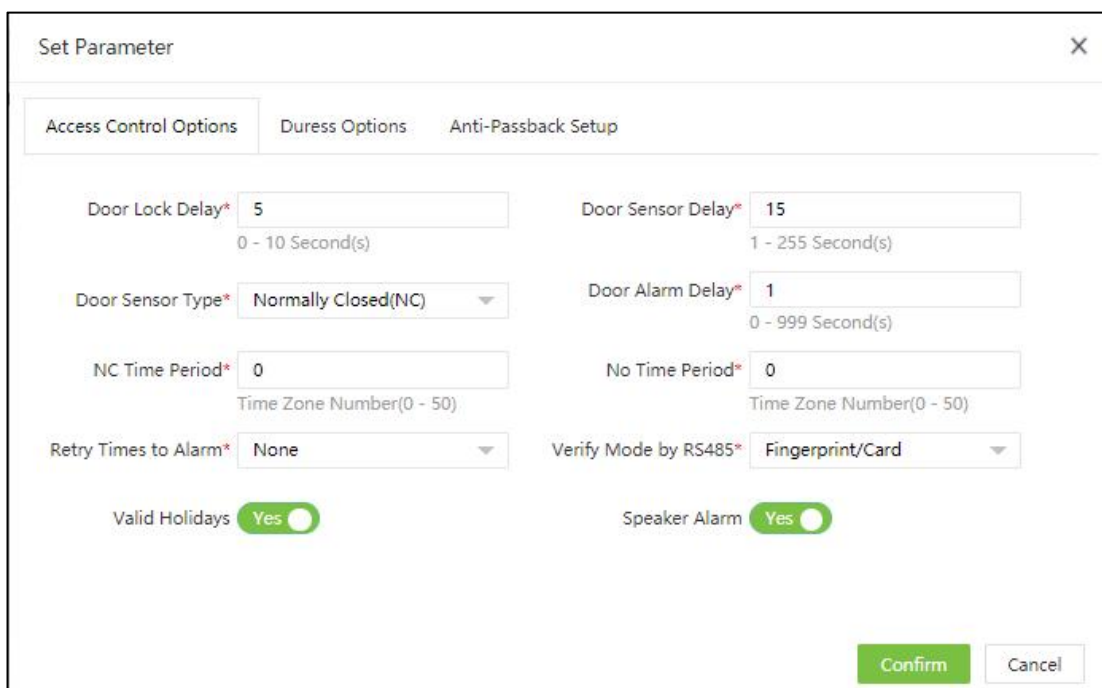 Set Parameter
Access Control Options Duress Options Anti-Passback Setup
Door Lock Delay* 5 Door Sensor Delay* 15
0 - 10 Second(s) 1 - 255 Second(s)
Door Sensor Type* Normally Closed(NC) Door Alarm Delay* 1
0 - 999 Second(s)
NC Time Period* 0 No Time Period* 0
Time Zone Number(0 - 50) Time Zone Number(0 - 50)
Retry Times to Alarm* None Verify Mode by RS485* Fingerprint/Card
Valid Holidays Yes Speaker Alarm Yes
Confirm Cancel